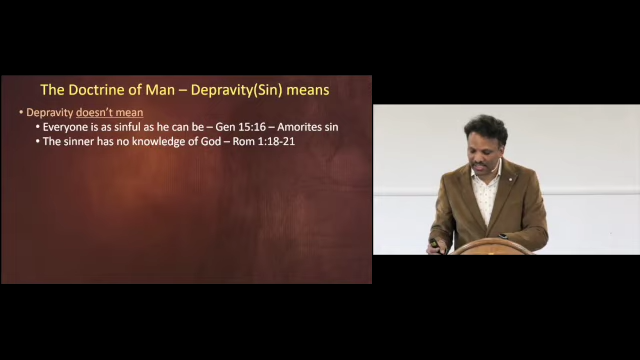 The Doctrine of Man – Depravity(Sin) means
• Depravity doesn't mean
• Everyone is as sinful as he can be – Gen 15:16 – Amorites sin
• The sinner has no knowledge of God – Rom 1:18-21